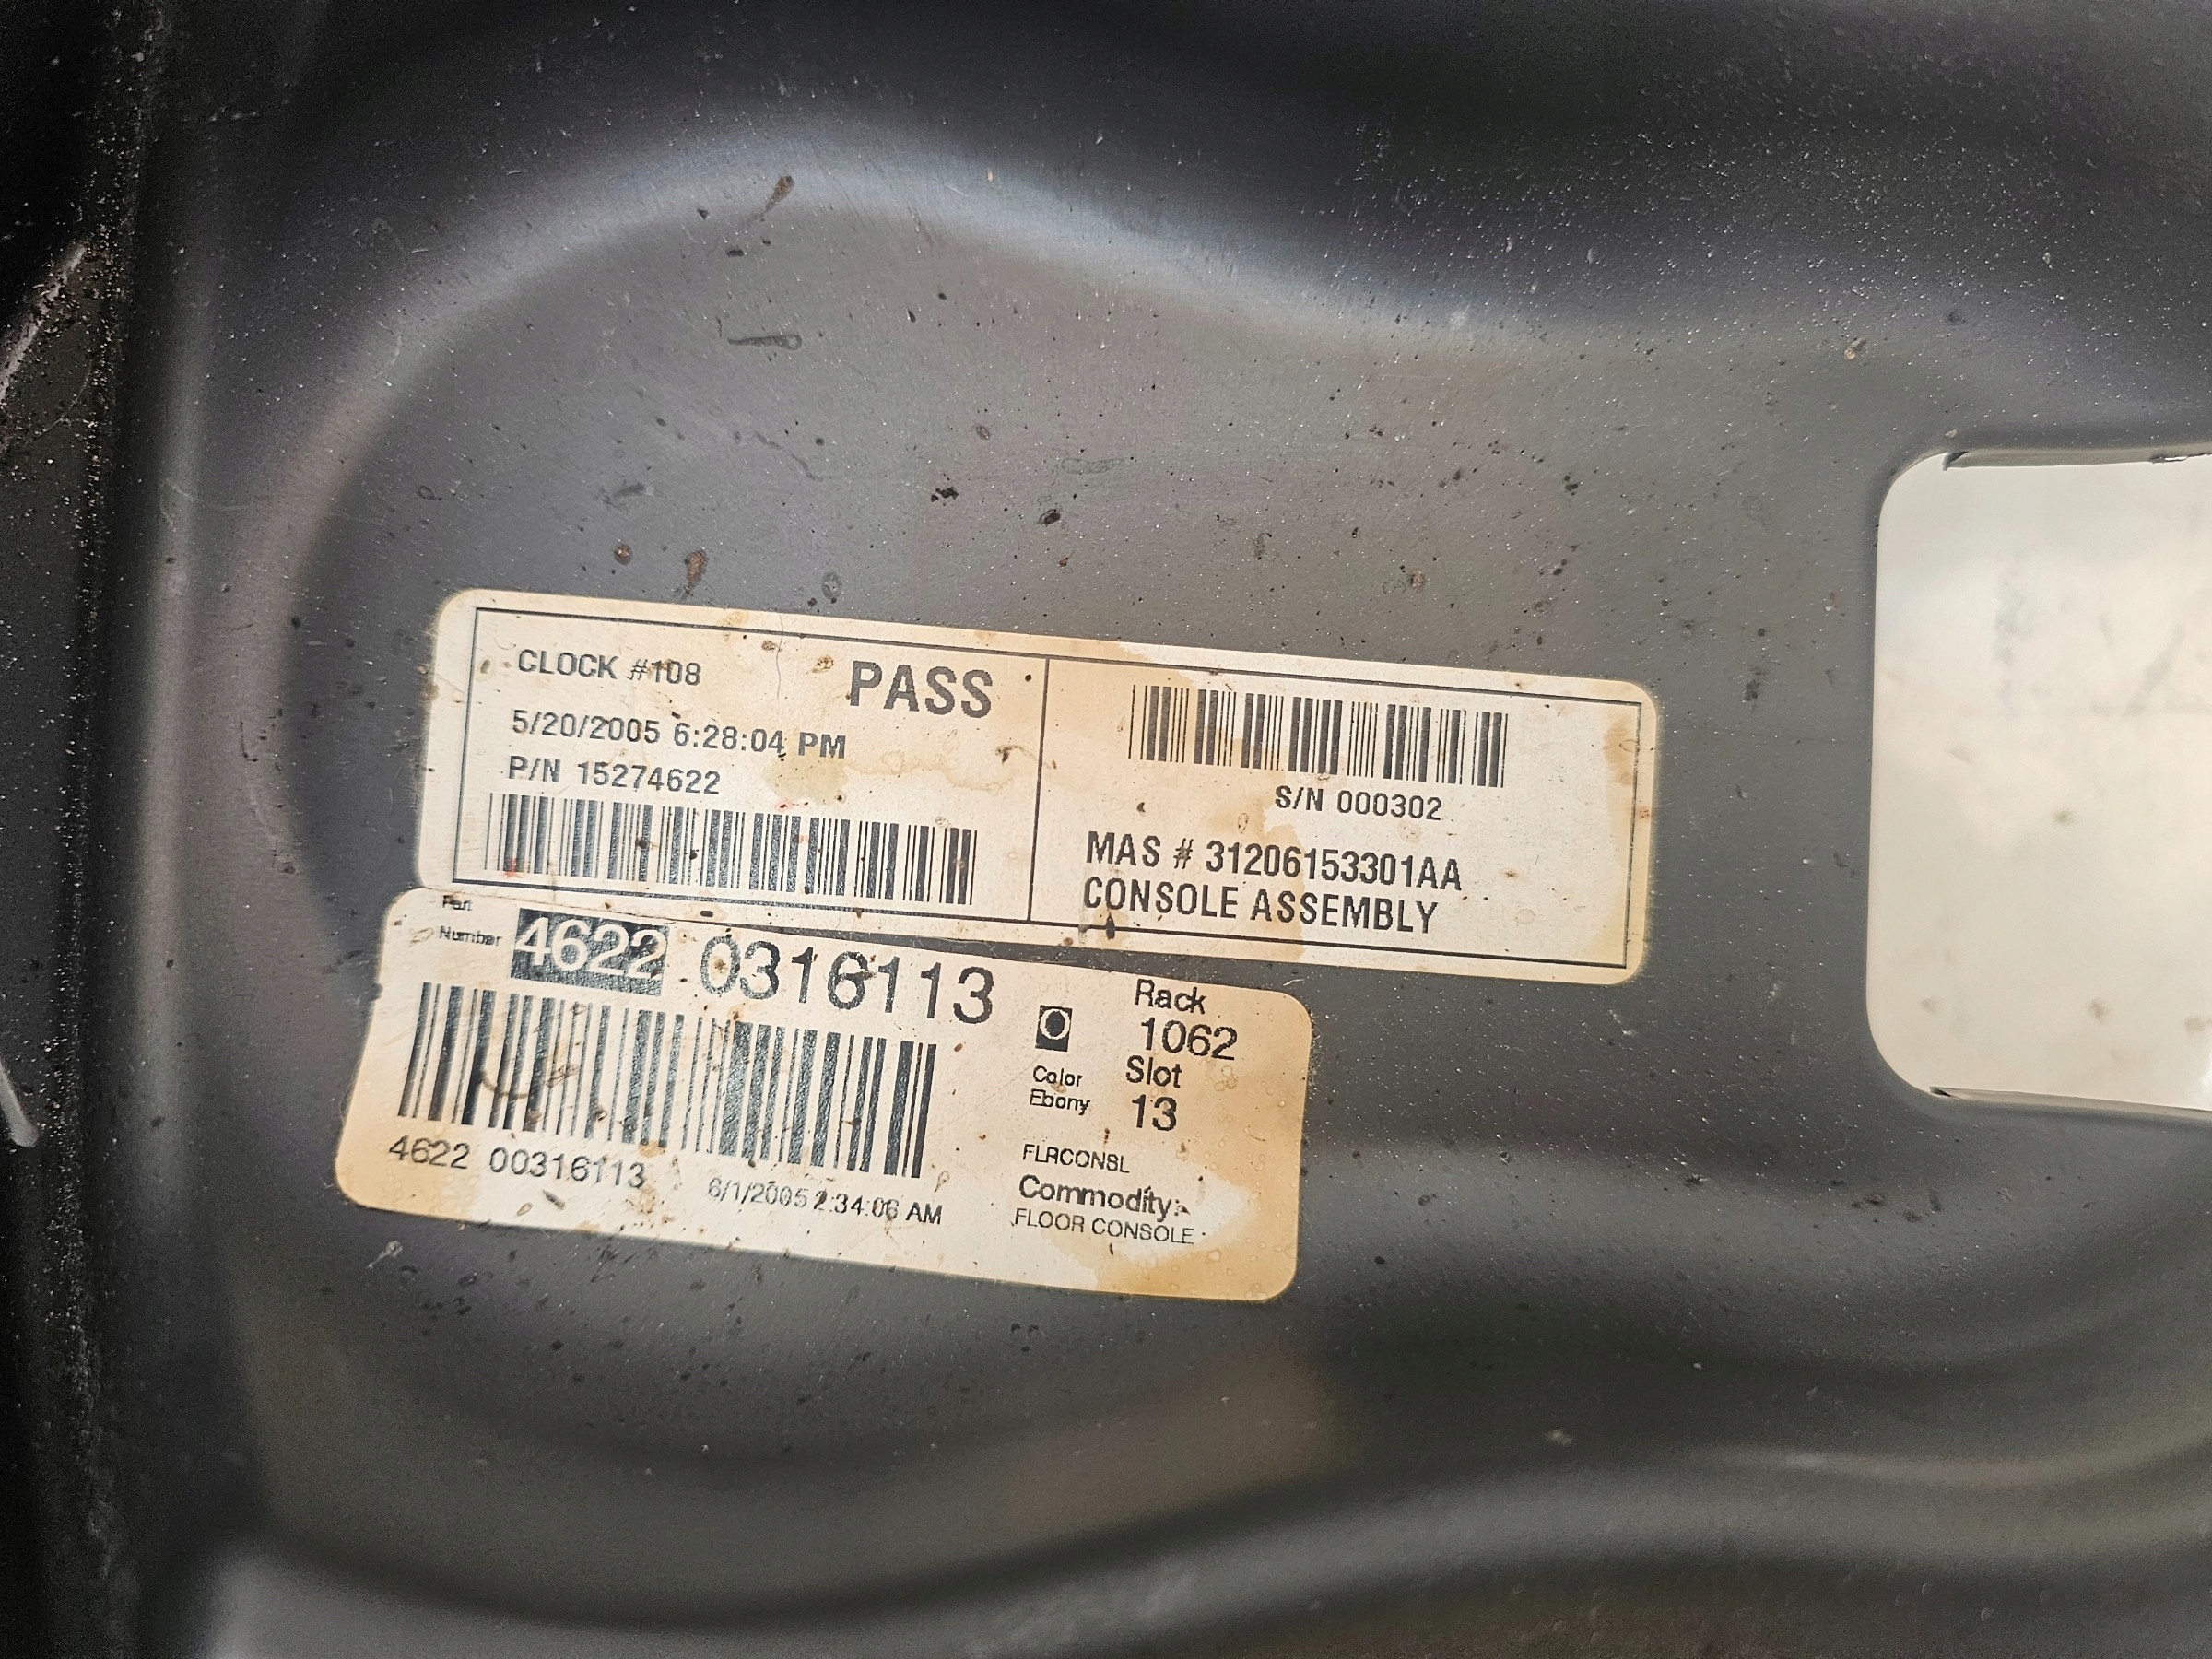 CLOCK #108
PASS
5/20/2005 6:28:04 PM
P/N 15274622
S/N 000302
MAS # 31206153301AA
CONSOLE ASSEMBLY
Part
Number
4622 0316113
Rack
1062
Color
Ebony
Slot
13
4622 00316113
6/1/2005 2:34:06 AM
FLRCONSL
Commodity:
FLOOR CONSOLE